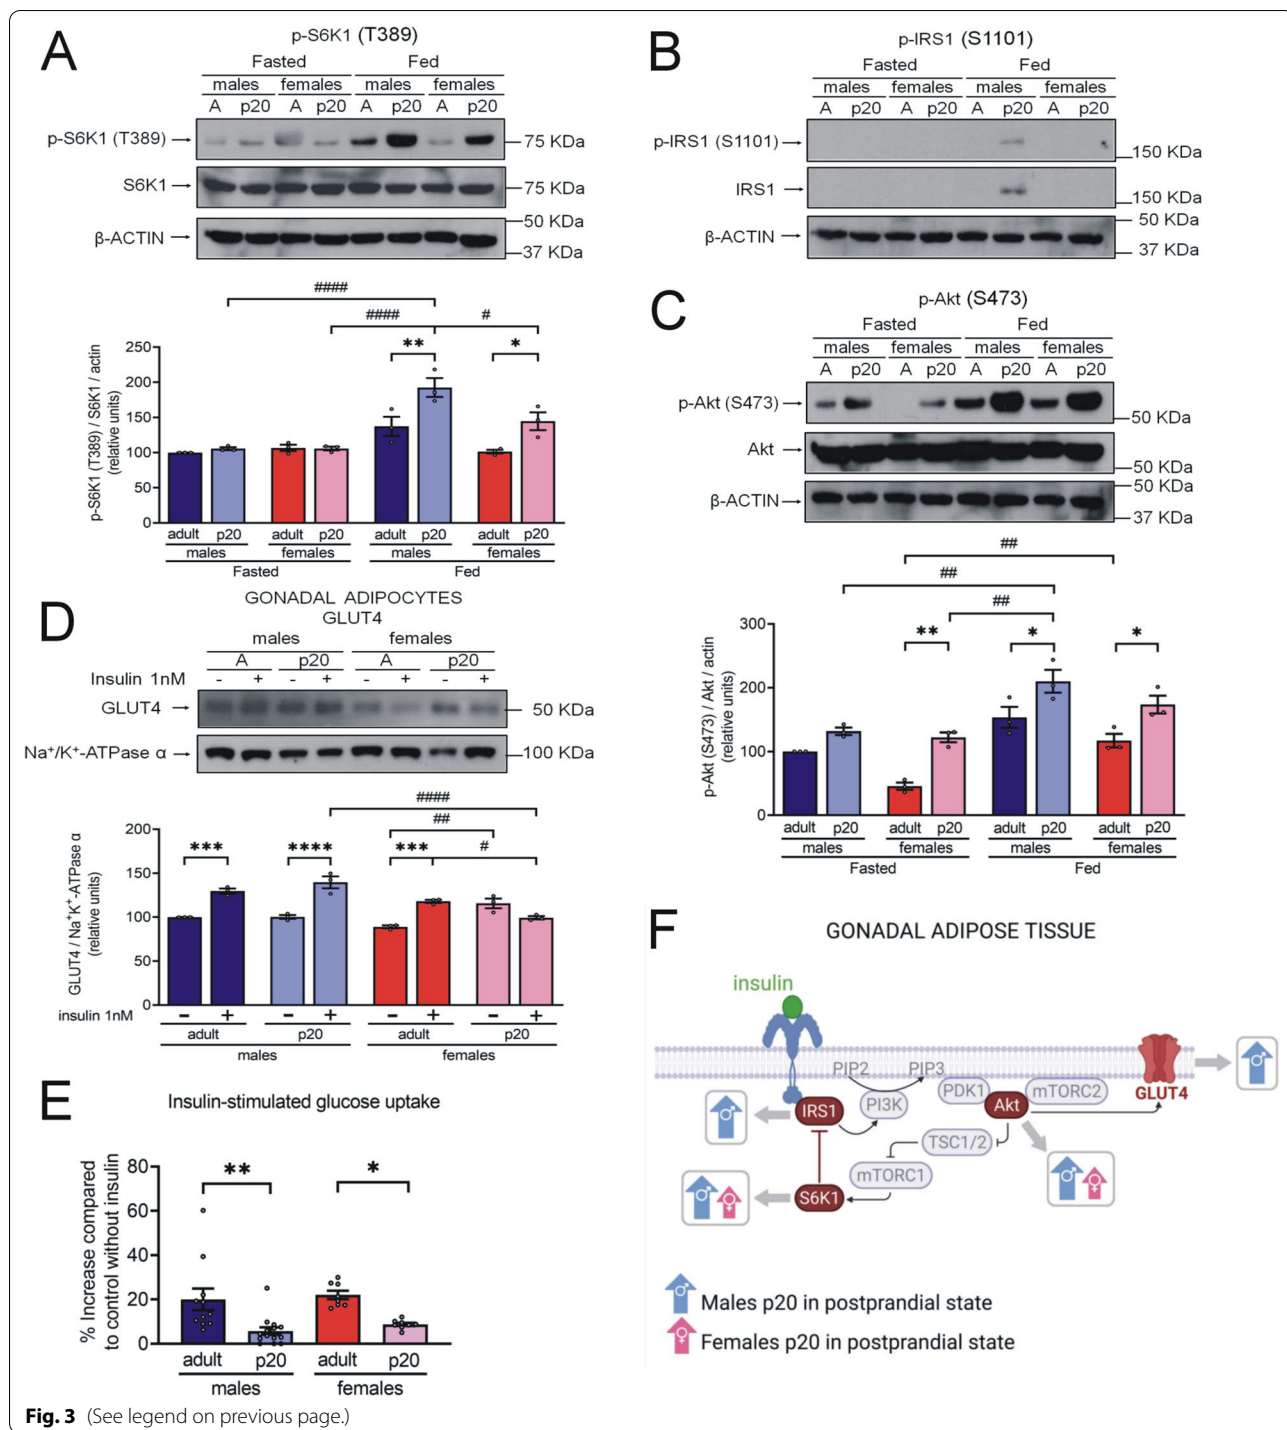 A
p-S6K1 (T389)
Fasted Fed
males females males females
A p20 A p20 A p20 A p20
p-S6K1 (T389) 75 KDa
S6K1 75 KDa
β-ACTIN 50 KDa
37 KDa
####
#### #
** *
p-S6K1 (T389) / S6K1 / actin
(relative units)
250
200
150
100
50
0
adult p20 adult p20 adult p20 adult p20
males females males females
Fasted Fed
B
p-IRS1 (S1101)
Fasted Fed
males females males females
A p20 A p20 A p20 A p20
p-IRS1 (S1101) 150 KDa
IRS1 150 KDa
β-ACTIN 50 KDa
37 KDa
C
p-Akt (S473)
Fasted Fed
males females males females
A p20 A p20 A p20 A p20
p-Akt (S473) 50 KDa
Akt 50 KDa
β-ACTIN 50 KDa
37 KDa
##
##
##
** * *
p-Akt (S473) / Akt / actin
(relative units)
300
200
100
0
adult p20 adult p20 adult p20 adult p20
males females males females
Fasted Fed
D
GONADAL ADIPOCYTES
GLUT4
males females
A p20 A p20
Insulin 1nM - + - + - + - +
GLUT4 50 KDa
Na+/K+-ATPase α 100 KDa
####
##
*** **** *** #
GLUT4 / Na+K+-ATPase α
(relative units)
200
150
100
50
0
insulin 1nM - + - + - + - +
adult p20 adult p20
males females
E
Insulin-stimulated glucose uptake
** *
% Increase compared
to control without insulin
80
60
40
20
0
adult p20 adult p20
males females
F
GONADAL ADIPOSE TISSUE
insulin
PIP2 PIP3
PDK1 mTORC2 GLUT4
IRS1 PI3K Akt
TSC1/2
mTORC1
S6K1
Males p20 in postprandial state
Females p20 in postprandial state
Fig. 3 (See legend on previous page.)